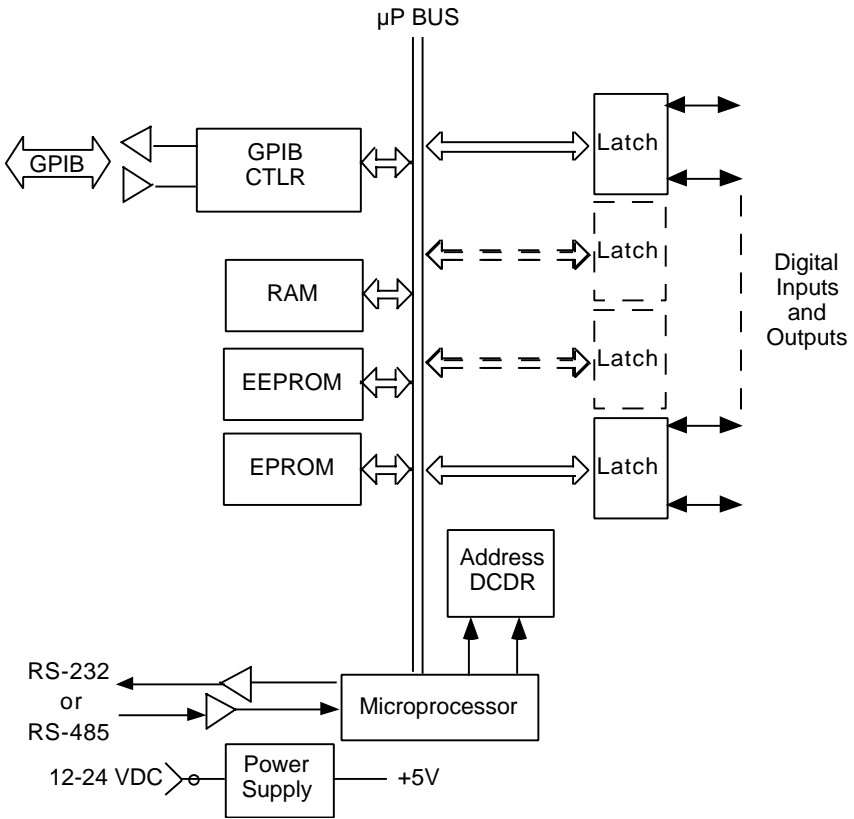 µP BUS
GPIB
GPIB
CTLR
Latch
Latch
RAM
Digital
Inputs
and
Outputs
EEPROM
Latch
EPROM
Latch
Address
DCDR
RS-232
or
RS-485
Microprocessor
12-24 VDC
Power
Supply
+5V